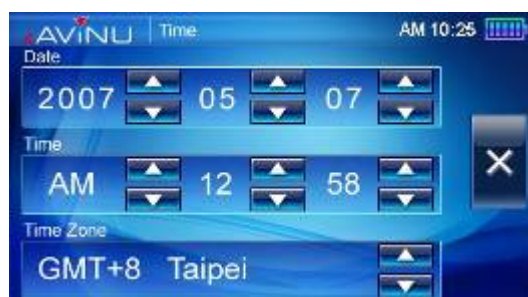 AViNU Time AM 10:25
Date
2007 05 07
Time
AM 12 58
Time Zone
GMT+8 Taipei